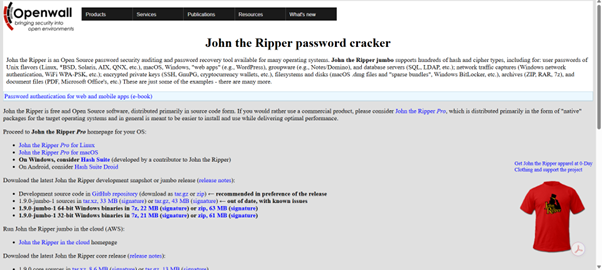 Openwall
bringing security into
open environments
Products Services Publications Resources What's new
John the Ripper password cracker
John the Ripper is an Open Source password security auditing and password recovery tool available for many operating systems. John the Ripper jumbo supports hundreds of hash and cipher types, including for: user passwords of
Unix flavors (Linux, *BSD, Solaris, AIX, QNX, etc.), macOS, Windows, "web apps" (e.g., WordPress), groupware (e.g., Notes/Domino), and database servers (SQL, LDAP, etc.); network traffic captures (Windows network
authentication, WiFi WPA-PSK, etc.); encrypted private keys (SSH, GnuPG, cryptocurrency wallets, etc.), filesystems and disks (macOS .dmg files and "sparse bundles", Windows BitLocker, etc.), archives (ZIP, RAR, 7z), and
document files (PDF, Microsoft Office's, etc.) These are just some of the examples - there are many more.
Password authentication for web and mobile apps (e-book)
John the Ripper is free and Open Source software, distributed primarily in source code form. If you would rather use a commercial product, please consider John the Ripper Pro, which is distributed primarily in the form of "native"
packages for the target operating systems and in general is meant to be easier to install and use while delivering optimal performance.
Proceed to John the Ripper Pro homepage for your OS:
• John the Ripper Pro for Linux
• John the Ripper Pro for macOS
• On Windows, consider Hash Suite (developed by a contributor to John the Ripper)
• On Android, consider Hash Suite Droid
Get John the Ripper apparel at 0-Day
Clothing and support the project
Download the latest John the Ripper development snapshot or jumbo release (release notes):
• Development source code in GitHub repository (download as tar.gz or zip) ← recommended in preference of the release
• 1.9.0-jumbo-1 sources in tar.xz, 33 MB (signature) or tar.gz, 43 MB (signature) ← out of date, with known issues
• 1.9.0-jumbo-1 64-bit Windows binaries in 7z, 22 MB (signature) or zip, 63 MB (signature)
• 1.9.0-jumbo-1 32-bit Windows binaries in 7z, 21 MB (signature) or zip, 61 MB (signature)
Run John the Ripper jumbo in the cloud (AWS):
• John the Ripper in the cloud homepage
Download the latest John the Ripper core release (release notes):
• 1.9.0 core sources in tar.xz, 8.6 MB (signature) or tar.gz, 13 MB (signature)